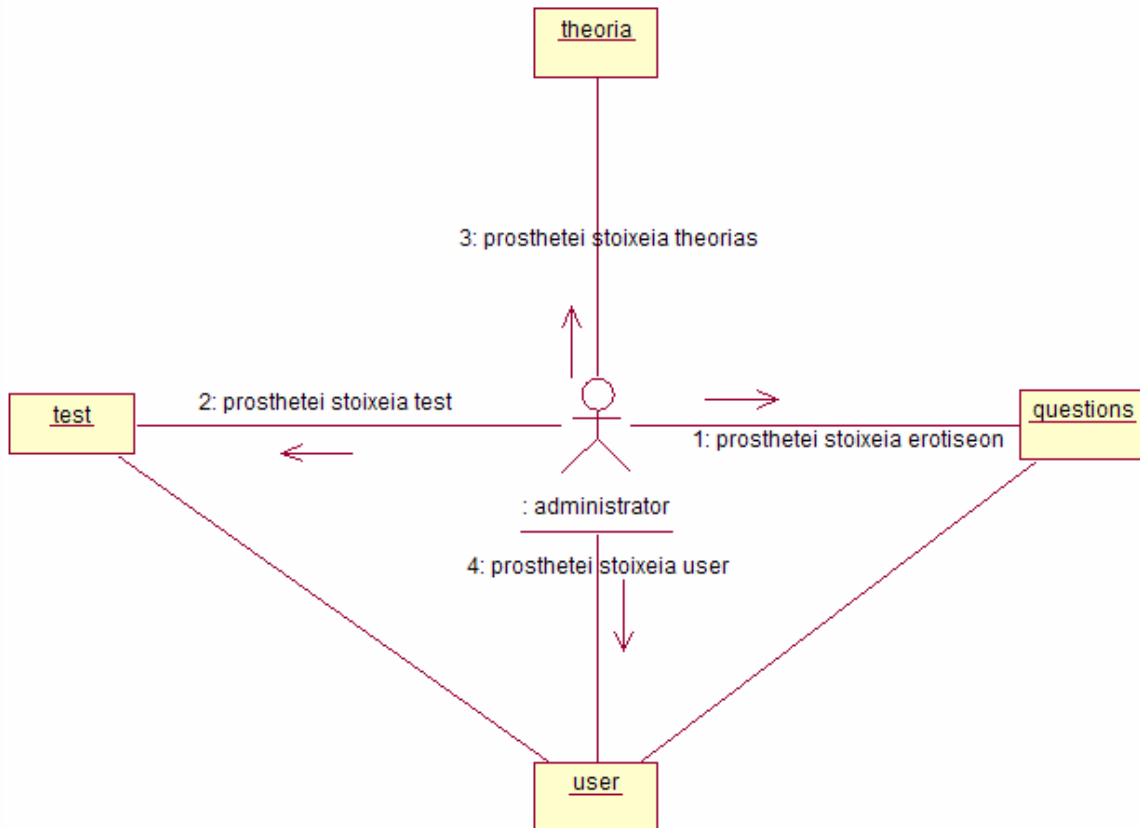 theoria
3: prosthetei stoixeia theorias
2: prosthetei stoixeia test
test
questions
1: prosthetei stoixeia erotiseon
: administrator
4: prosthetei stoixeia user
user